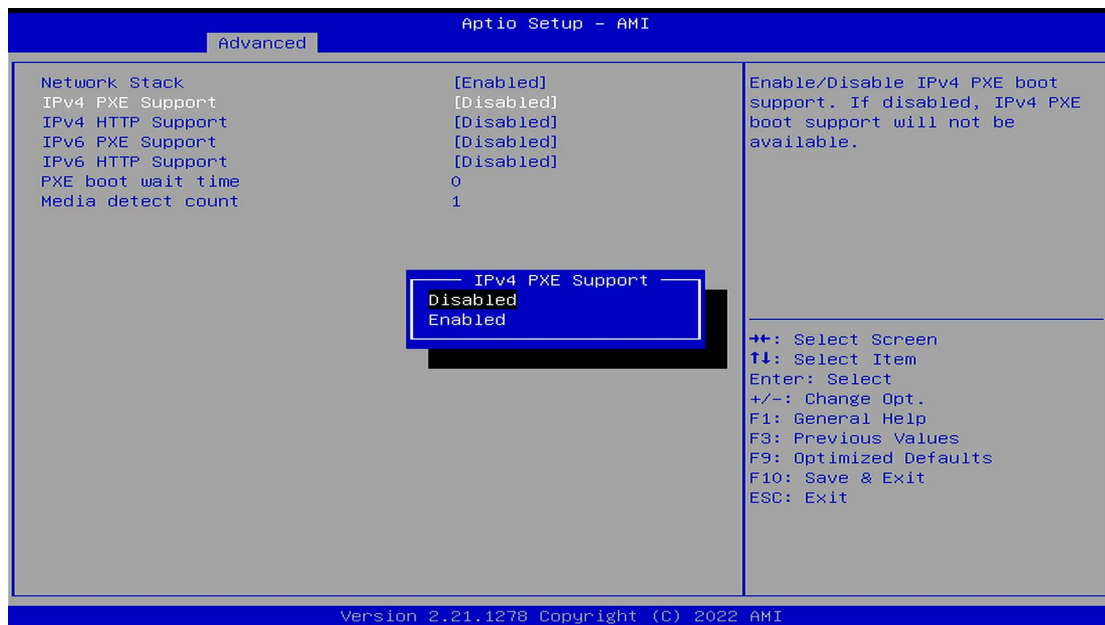 Aptio Setup – AMI
Advanced
Network Stack [Enabled]
IPv4 PXE Support [Disabled]
IPv4 HTTP Support [Disabled]
IPv6 PXE Support [Disabled]
IPv6 HTTP Support [Disabled]
PXE boot wait time 0
Media detect count 1
Enable/Disable IPv4 PXE boot
support. If disabled, IPv4 PXE
boot support will not be
available.
IPv4 PXE Support
Disabled
Enabled
→←: Select Screen
↑↓: Select Item
Enter: Select
+/-: Change Opt.
F1: General Help
F3: Previous Values
F9: Optimized Defaults
F10: Save & Exit
ESC: Exit
Version 2.21.1278 Copyright (C) 2022 AMI